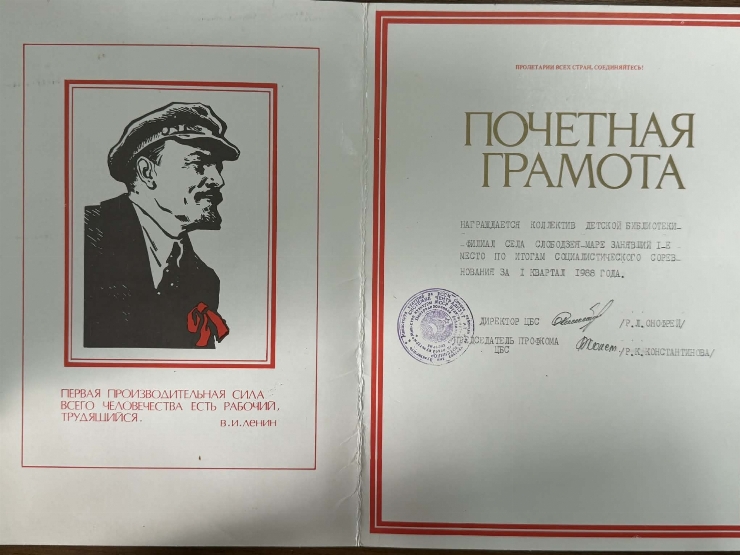 ПЕРВАЯ ПРОИЗВОДИТЕЛЬНАЯ СИЛА
ВСЕГО ЧЕЛОВЕЧЕСТВА ЕСТЬ РАБОЧИЙ,
ТРУДЯЩИЙСЯ.
В.И.ЛЕНИН
ПРОЛЕТАРИИ ВСЕХ СТРАН, СОЕДИНЯЙТЕСЬ!
ПОЧЕТНАЯ
ГРАМОТА
НАГРАЖДАЕТСЯ КОЛЛЕКТИВ ДЕТСКОЙ БИБЛИОТЕКИ-
ФИЛИАЛ СЕЛА СЛОБОДЗЕЯ-МАРЕ ЗАНЯВШИЙ I-Е
МЕСТО ПО ИТОГАМ СОЦИАЛИСТИЧЕСКОГО СОРЕВ-
НОВАНИЯ ЗА I КВАРТАЛ 1988 ГОДА.
ДИРЕКТОР ЦБС /Р.Л.ОНОФРЕЙ/
ПРЕДСЕДАТЕЛЬ ПРОФКОМА
ЦБС /Р.К.КОНСТАНТИНОВА/